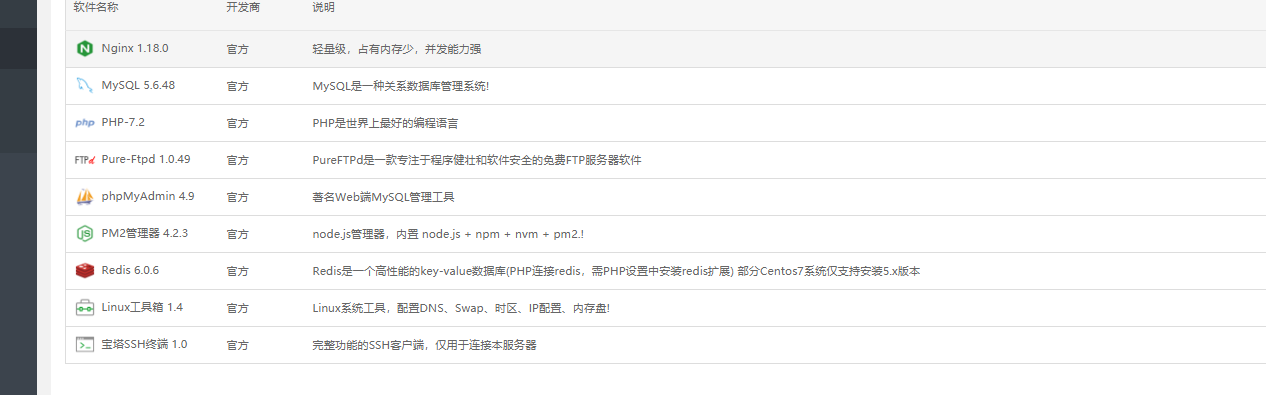 软件名称 开发商 说明
Nginx 1.18.0 官方 轻量级，占有内存少，并发能力强
MySQL 5.6.48 官方 MySQL是一种关系数据库管理系统!
php PHP-7.2 官方 PHP是世界上最好的编程语言
FTP Pure-Ftpd 1.0.49 官方 PureFTPd是一款专注于程序健壮和软件安全的免费FTP服务器软件
phpMyAdmin 4.9 官方 著名Web端MySQL管理工具
PM2管理器 4.2.3 官方 node.js管理器，内置 node.js + npm + nvm + pm2.!
Redis 6.0.6 官方 Redis是一个高性能的key-value数据库(PHP连接redis，需PHP设置中安装redis扩展) 部分Centos7系统仅支持安装5.x版本
Linux工具箱 1.4 官方 Linux系统工具，配置DNS、Swap、时区、IP配置、内存盘!
宝塔SSH终端 1.0 官方 完整功能的SSH客户端，仅用于连接本服务器